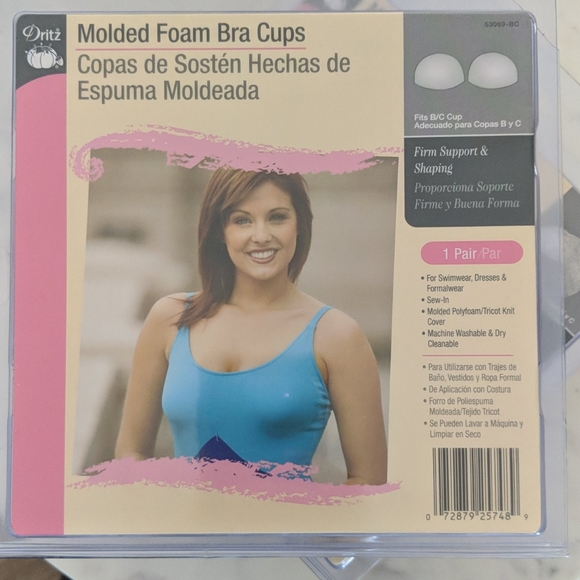 Dritz
Molded Foam Bra Cups
Copas de Sostén Hechas de
Espuma Moldeada
53069-BC
Fits B/C Cup
Adecuado para Copas B y C
Firm Support &
Shaping
Proporciona Soporte
Firme y Buena Forma
1 Pair/Par
• For Swimwear, Dresses &
Formalwear
• Sew-In
• Molded Polyfoam/Tricot Knit
Cover
• Machine Washable & Dry
Cleanable
• Para Utilizarse con Trajes de
Baño, Vestidos y Ropa Formal
• De Aplicación con Costura
• Forro de Poliespuma
Moldeada/Tejido Tricot
• Se Pueden Lavar a Máquina y
Limpiar en Seco
0 72879 25748 9